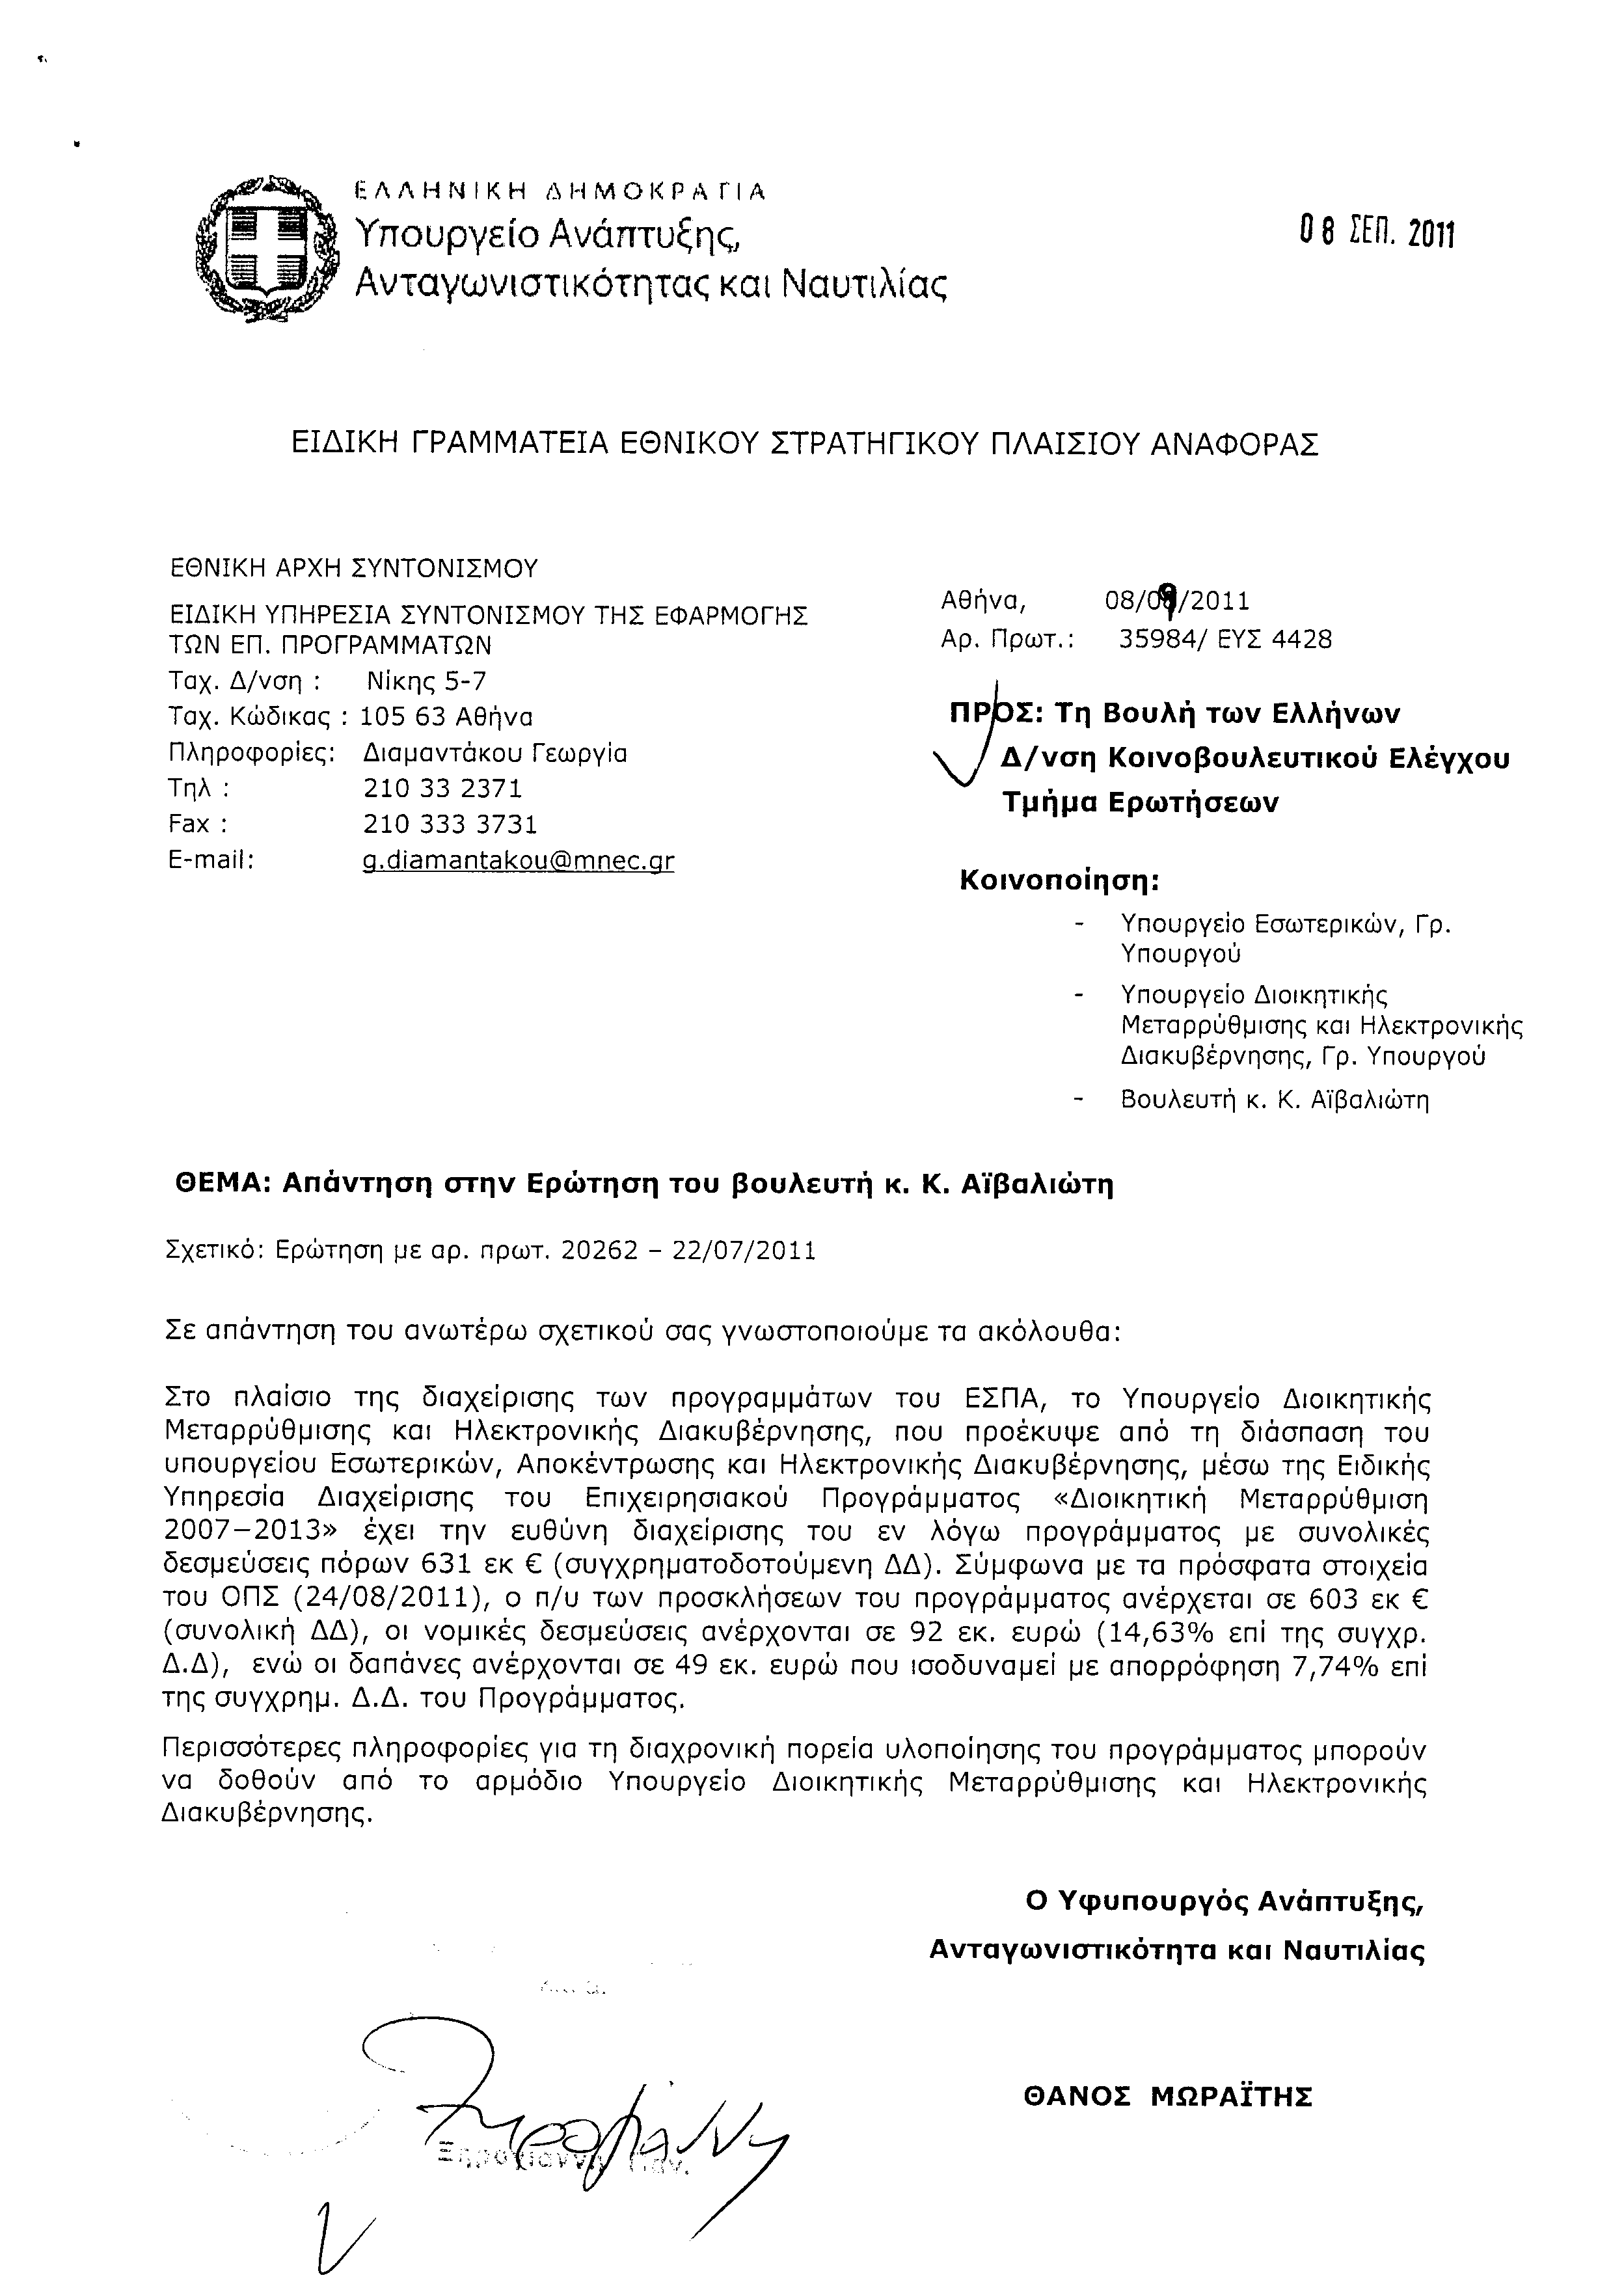 ΕΛΛΗΝΙΚΗ ΔΗΜΟΚΡΑΤΙΑ
Υπουργείο Ανάπτυξης,
Ανταγωνιστικότητας και Ναυτιλίας
08 ΣΕΠ. 2011
ΕΙΔΙΚΗ ΓΡΑΜΜΑΤΕΙΑ ΕΘΝΙΚΟΥ ΣΤΡΑΤΗΓΙΚΟΥ ΠΛΑΙΣΙΟΥ ΑΝΑΦΟΡΑΣ
ΕΘΝΙΚΗ ΑΡΧΗ ΣΥΝΤΟΝΙΣΜΟΥ
ΕΙΔΙΚΗ ΥΠΗΡΕΣΙΑ ΣΥΝΤΟΝΙΣΜΟΥ ΤΗΣ ΕΦΑΡΜΟΓΗΣ
ΤΩΝ ΕΠ. ΠΡΟΓΡΑΜΜΑΤΩΝ
Ταχ. Δ/νση : Νίκης 5-7
Ταχ. Κώδικας : 105 63 Αθήνα
Πληροφορίες: Διαμαντάκου Γεωργία
Τηλ : 210 33 2371
Fax : 210 333 3731
E-mail: g.diamantakou@mnec.gr
Αθήνα, 08/09/2011
Αρ. Πρωτ.: 35984/ ΕΥΣ 4428
ΠΡΟΣ: Τη Βουλή των Ελλήνων
Δ/νση Κοινοβουλευτικού Ελέγχου
Τμήμα Ερωτήσεων
Κοινοποίηση:
- Υπουργείο Εσωτερικών, Γρ.
Υπουργού
- Υπουργείο Διοικητικής
Μεταρρύθμισης και Ηλεκτρονικής
Διακυβέρνησης, Γρ. Υπουργού
- Βουλευτή κ. Κ. Αϊβαλιώτη
ΘΕΜΑ: Απάντηση στην Ερώτηση του βουλευτή κ. Κ. Αϊβαλιώτη
Σχετικό: Ερώτηση με αρ. πρωτ. 20262 – 22/07/2011
Σε απάντηση του ανωτέρω σχετικού σας γνωστοποιούμε τα ακόλουθα:
Στο πλαίσιο της διαχείρισης των προγραμμάτων του ΕΣΠΑ, το Υπουργείο Διοικητικής
Μεταρρύθμισης και Ηλεκτρονικής Διακυβέρνησης, που προέκυψε από τη διάσπαση του
υπουργείου Εσωτερικών, Αποκέντρωσης και Ηλεκτρονικής Διακυβέρνησης, μέσω της Ειδικής
Υπηρεσία Διαχείρισης του Επιχειρησιακού Προγράμματος «Διοικητική Μεταρρύθμιση
2007–2013» έχει την ευθύνη διαχείρισης του εν λόγω προγράμματος με συνολικές
δεσμεύσεις πόρων 631 εκ € (συγχρηματοδοτούμενη ΔΔ). Σύμφωνα με τα πρόσφατα στοιχεία
του ΟΠΣ (24/08/2011), ο π/υ των προσκλήσεων του προγράμματος ανέρχεται σε 603 εκ €
(συνολική ΔΔ), οι νομικές δεσμεύσεις ανέρχονται σε 92 εκ. ευρώ (14,63% επί της συγχρ.
Δ.Δ), ενώ οι δαπάνες ανέρχονται σε 49 εκ. ευρώ που ισοδυναμεί με απορρόφηση 7,74% επί
της συγχρημ. Δ.Δ. του Προγράμματος.
Περισσότερες πληροφορίες για τη διαχρονική πορεία υλοποίησης του προγράμματος μπορούν
να δοθούν από το αρμόδιο Υπουργείο Διοικητικής Μεταρρύθμισης και Ηλεκτρονικής
Διακυβέρνησης.
Ο Υφυπουργός Ανάπτυξης,
Ανταγωνιστικότητα και Ναυτιλίας
ΘΑΝΟΣ ΜΩΡΑΪΤΗΣ